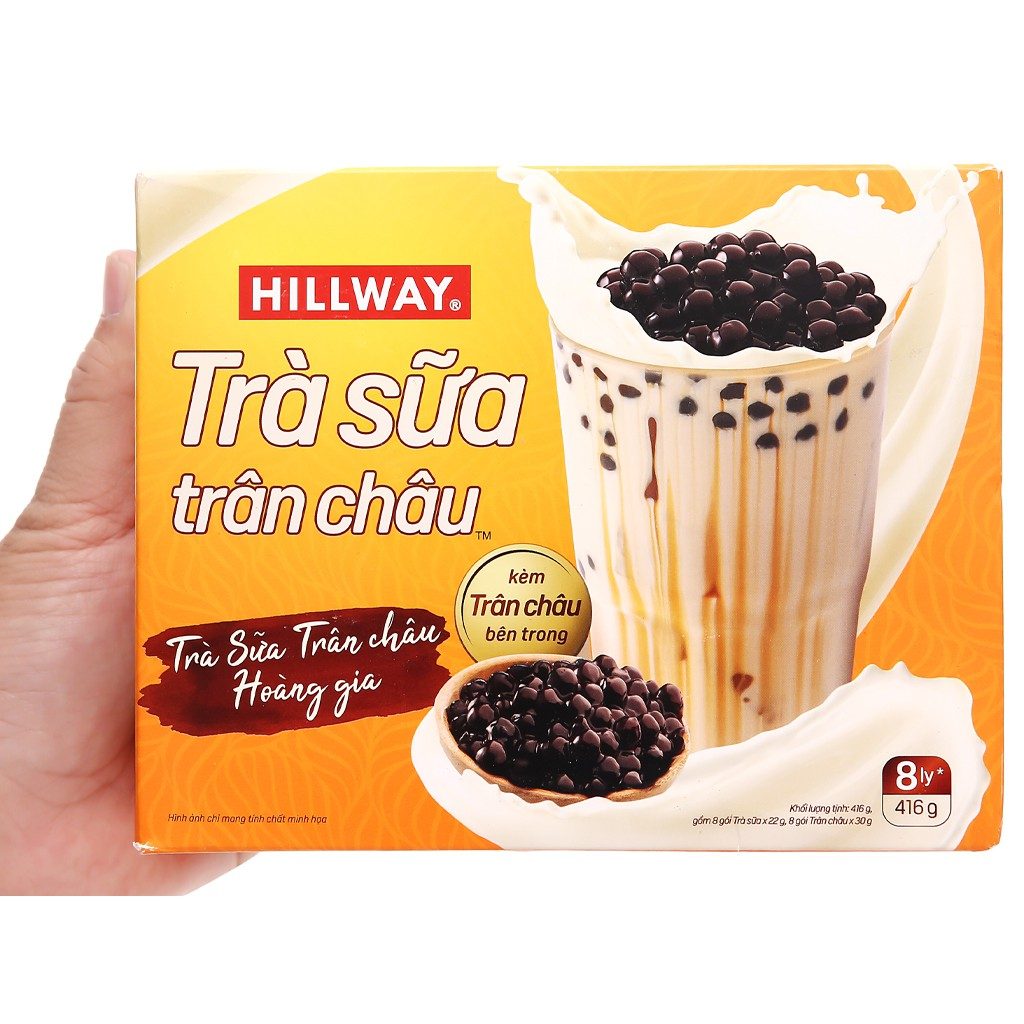 HILLWAY®
Trà sữa
trân châu™
kèm
Trân châu
bên trong
Trà Sữa Trân châu
Hoàng gia
8 ly*
416 g
Khối lượng tịnh: 416 g,
gồm 8 gói Trà sữa x 22 g, 8 gói Trân châu x 30 g
Hình ảnh chỉ mang tính chất minh họa